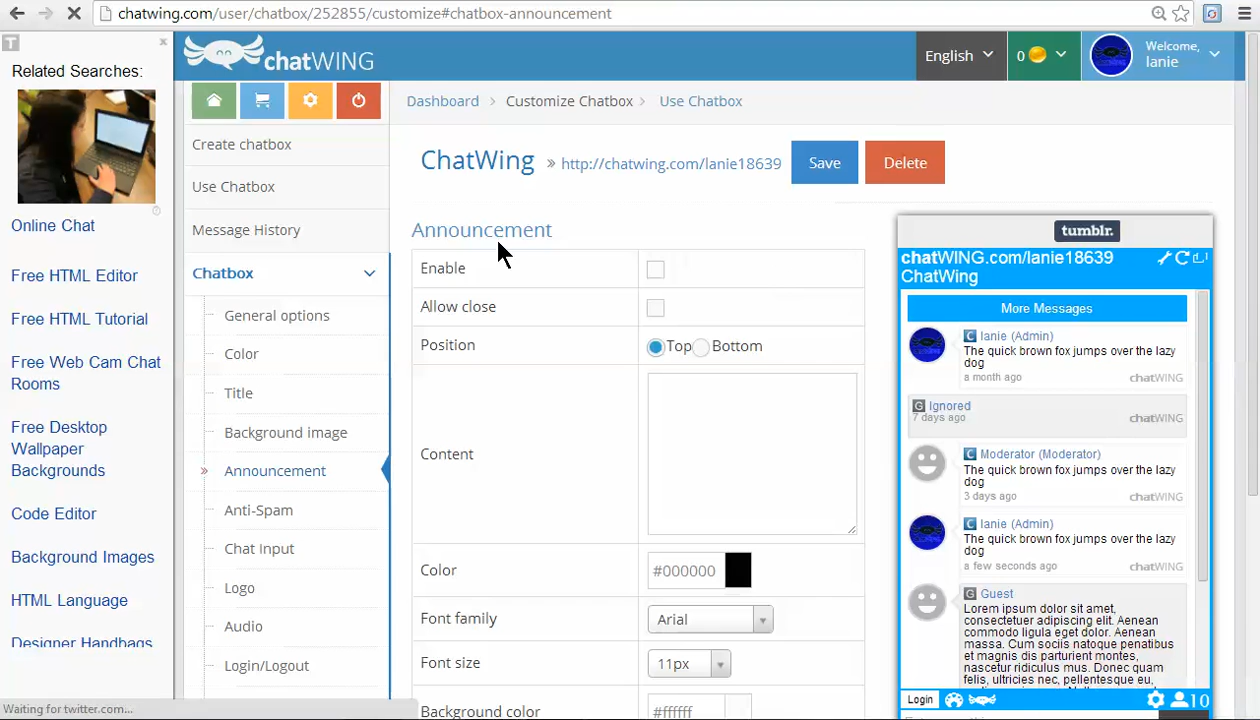 chatwing.com/user/chatbox/252855/customize#chatbox-announcement
T
Related Searches:
Online Chat
Free HTML Editor
Free HTML Tutorial
Free Web Cam Chat
Rooms
Free Desktop
Wallpaper
Backgrounds
Code Editor
Background Images
HTML Language
Designer Handbags
chatWING
English
0
Welcome,
lanie
Create chatbox
Use Chatbox
Message History
Chatbox
General options
Color
Title
Background image
» Announcement
Anti-Spam
Chat Input
Logo
Audio
Login/Logout
Dashboard > Customize Chatbox > Use Chatbox
ChatWing » http://chatwing.com/lanie18639 Save Delete
Announcement
Enable
Allow close
Position Top Bottom
Content
Color #000000
Font family Arial
Font size 11px
Background color #ffffff
tumblr.
chatWING.com/lanie18639
ChatWing
More Messages
C lanie (Admin)
The quick brown fox jumps over the lazy
dog
a month ago chatWING
G Ignored
7 days ago chatWING
C Moderator (Moderator)
The quick brown fox jumps over the lazy
dog
3 days ago chatWING
C lanie (Admin)
The quick brown fox jumps over the lazy
dog
a few seconds ago chatWING
G Guest
Lorem ipsum dolor sit amet,
consectetuer adipiscing elit. Aenean
commodo ligula eget dolor. Aenean
massa. Cum sociis natoque penatibus
et magnis dis parturient montes,
nascetur ridiculus mus. Donec quam
felis, ultricies nec, pellentesque eu,
Login 10
Waiting for twitter.com...